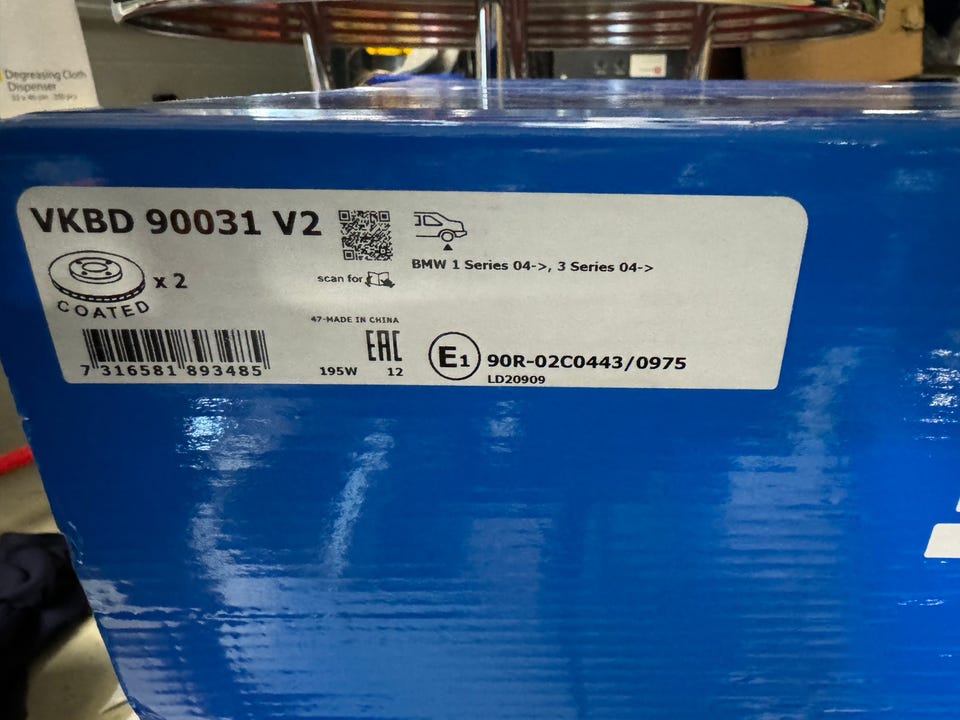 Degreasing Cloth
Dispenser
VKBD 90031 V2
x 2
COATED
scan for
BMW 1 Series 04->, 3 Series 04->
47-MADE IN CHINA
EAC
7 316581 893485
195W 12
E1
90R-02C0443/0975
LD20909